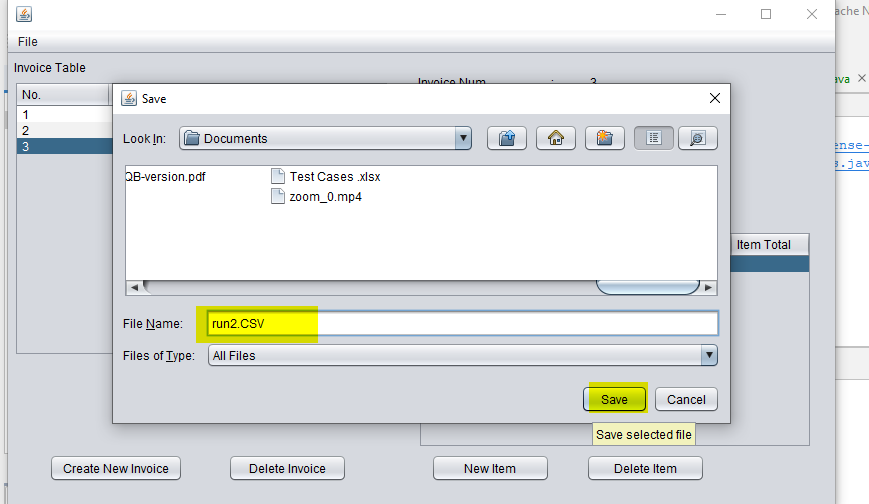 ache N
File
Invoice Table
Invoice Num : 3
No.
ava
1
2
3
Save
Look In: Documents
QB-version.pdf
Test Cases .xlsx
zoom_0.mp4
ense-
s.jav
Item Total
File Name: run2.CSV
Files of Type: All Files
Save Cancel
Save selected file
Create New Invoice Delete Invoice New Item Delete Item